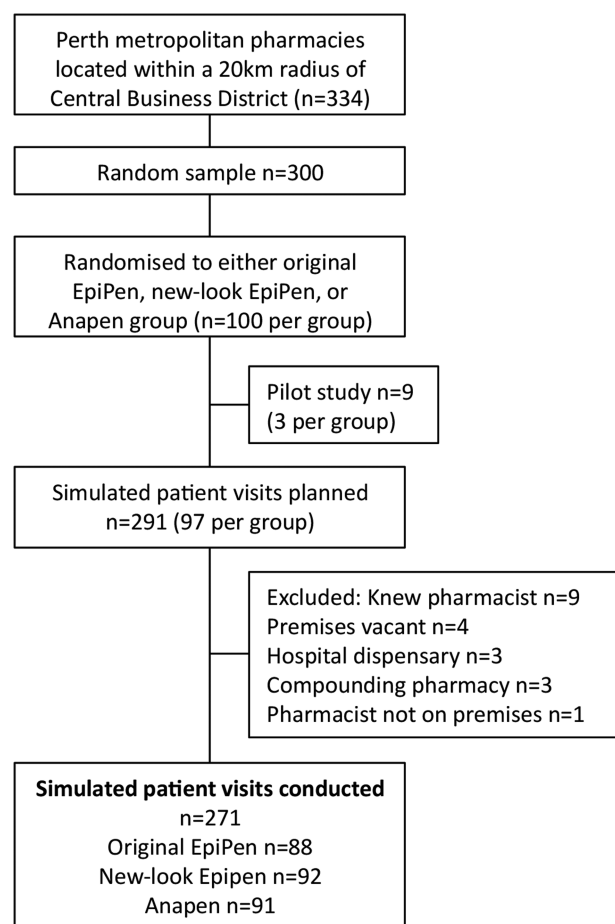 Perth metropolitan pharmacies
located within a 20km radius of
Central Business District (n=334)
Random sample n=300
Randomised to either original
EpiPen, new-look EpiPen, or
Anapen group (n=100 per group)
Pilot study n=9
(3 per group)
Simulated patient visits planned
n=291 (97 per group)
Excluded: Knew pharmacist n=9
Premises vacant n=4
Hospital dispensary n=3
Compounding pharmacy n=3
Pharmacist not on premises n=1
Simulated patient visits conducted
n=271
Original EpiPen n=88
New-look Epipen n=92
Anapen n=91